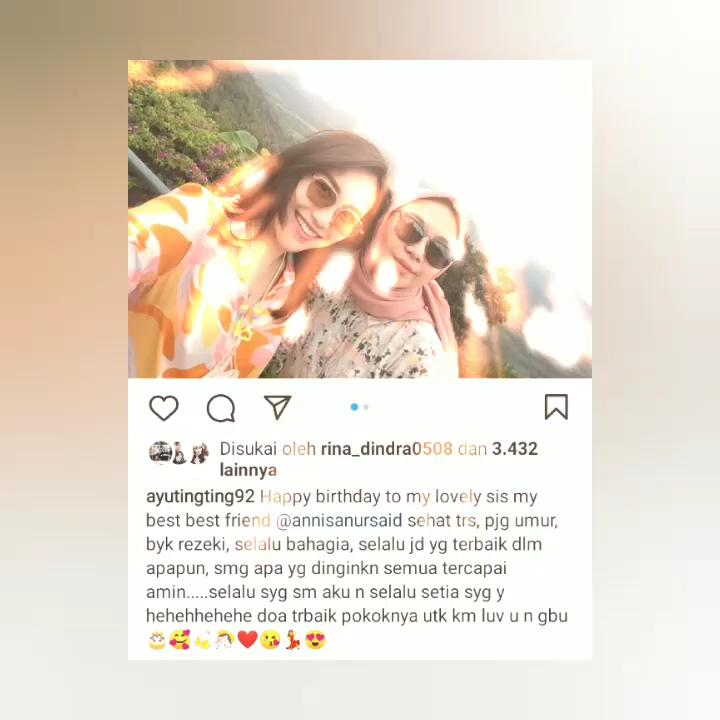 Disukai oleh rina_dindra0508 dan 3.432
lainnya
ayutingting92 Happy birthday to my lovely sis my
best best friend @annisanursaid sehat trs, pjg umur,
byk rezeki, selalu bahagia, selalu jd yg terbaik dlm
apapun, smg apa yg dinginkn semua tercapai
amin.....selalu syg sm aku n selalu setia syg y
hehehhehehe doa trbaik pokoknya utk km luv u n gbu